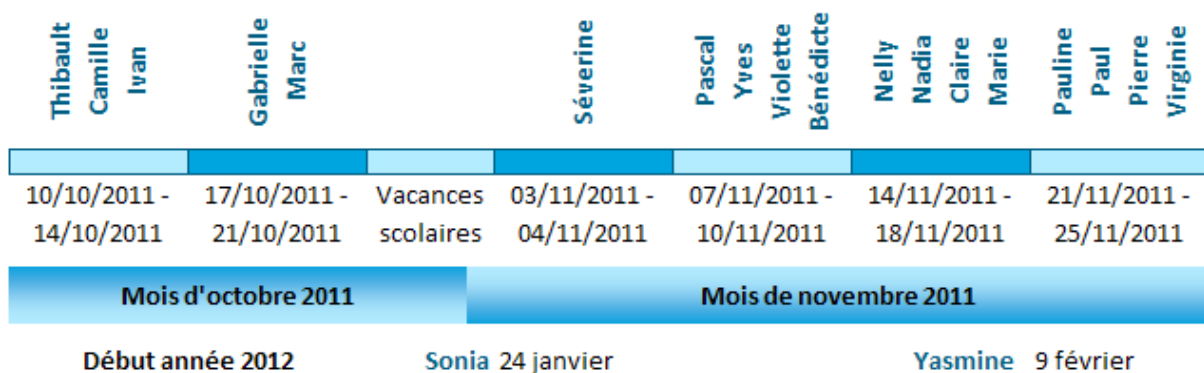 Thibault
Camille
Ivan
Gabrielle
Marc
Séverine
Pascal
Yves
Violette
Bénédicte
Nelly
Nadia
Claire
Marie
Pauline
Paul
Pierre
Virginie
10/10/2011 - 17/10/2011 - Vacances 03/11/2011 - 07/11/2011 - 14/11/2011 - 21/11/2011 -
14/10/2011 21/10/2011 scolaires 04/11/2011 10/11/2011 18/11/2011 25/11/2011
Mois d'octobre 2011 Mois de novembre 2011
Début année 2012 Sonia 24 janvier Yasmine 9 février